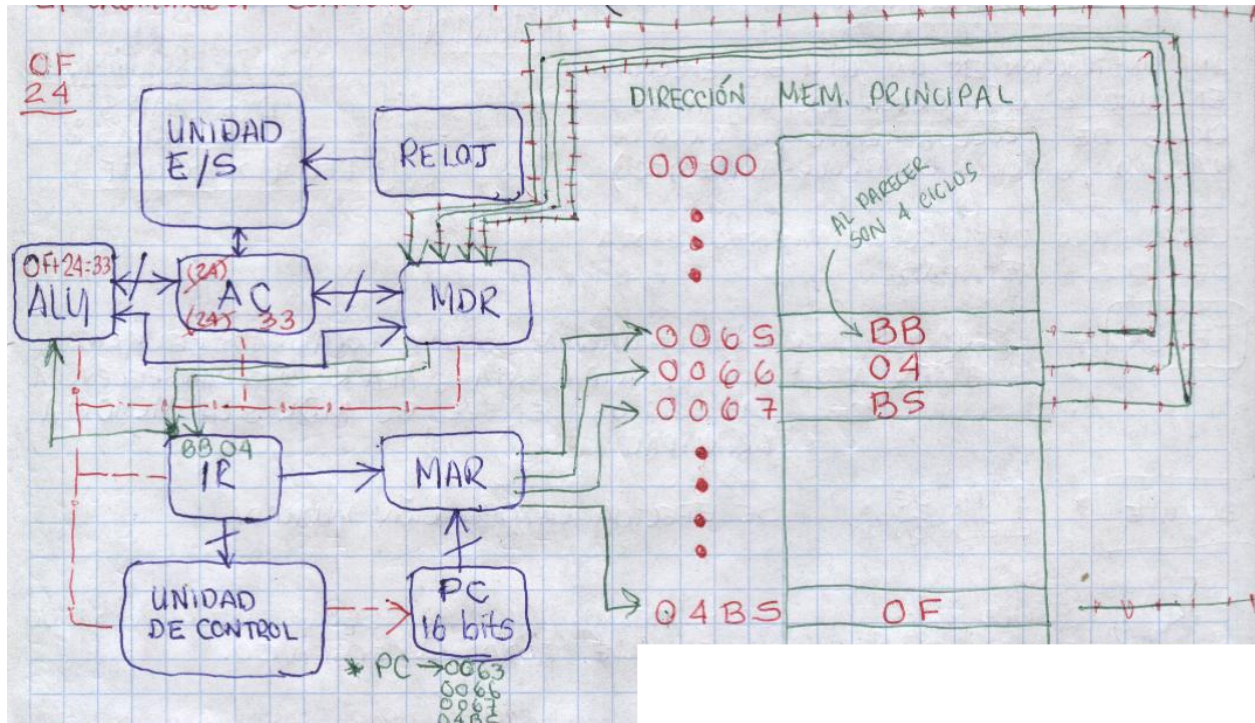 0F
24
UNIDAD
E/S
RELOJ
DIRECCIÓN MEM. PRINCIPAL
0000
AL PARECER
SON 4 CICLOS
0F+24=33
ALU
(24)
AC
(24) 33
MDR
0065 BB
0066 04
0067 B5
BB 04
IR
MAR
UNIDAD
DE CONTROL
PC
16 bits
04B5 0F
* PC →0063
0066
0067
04B5